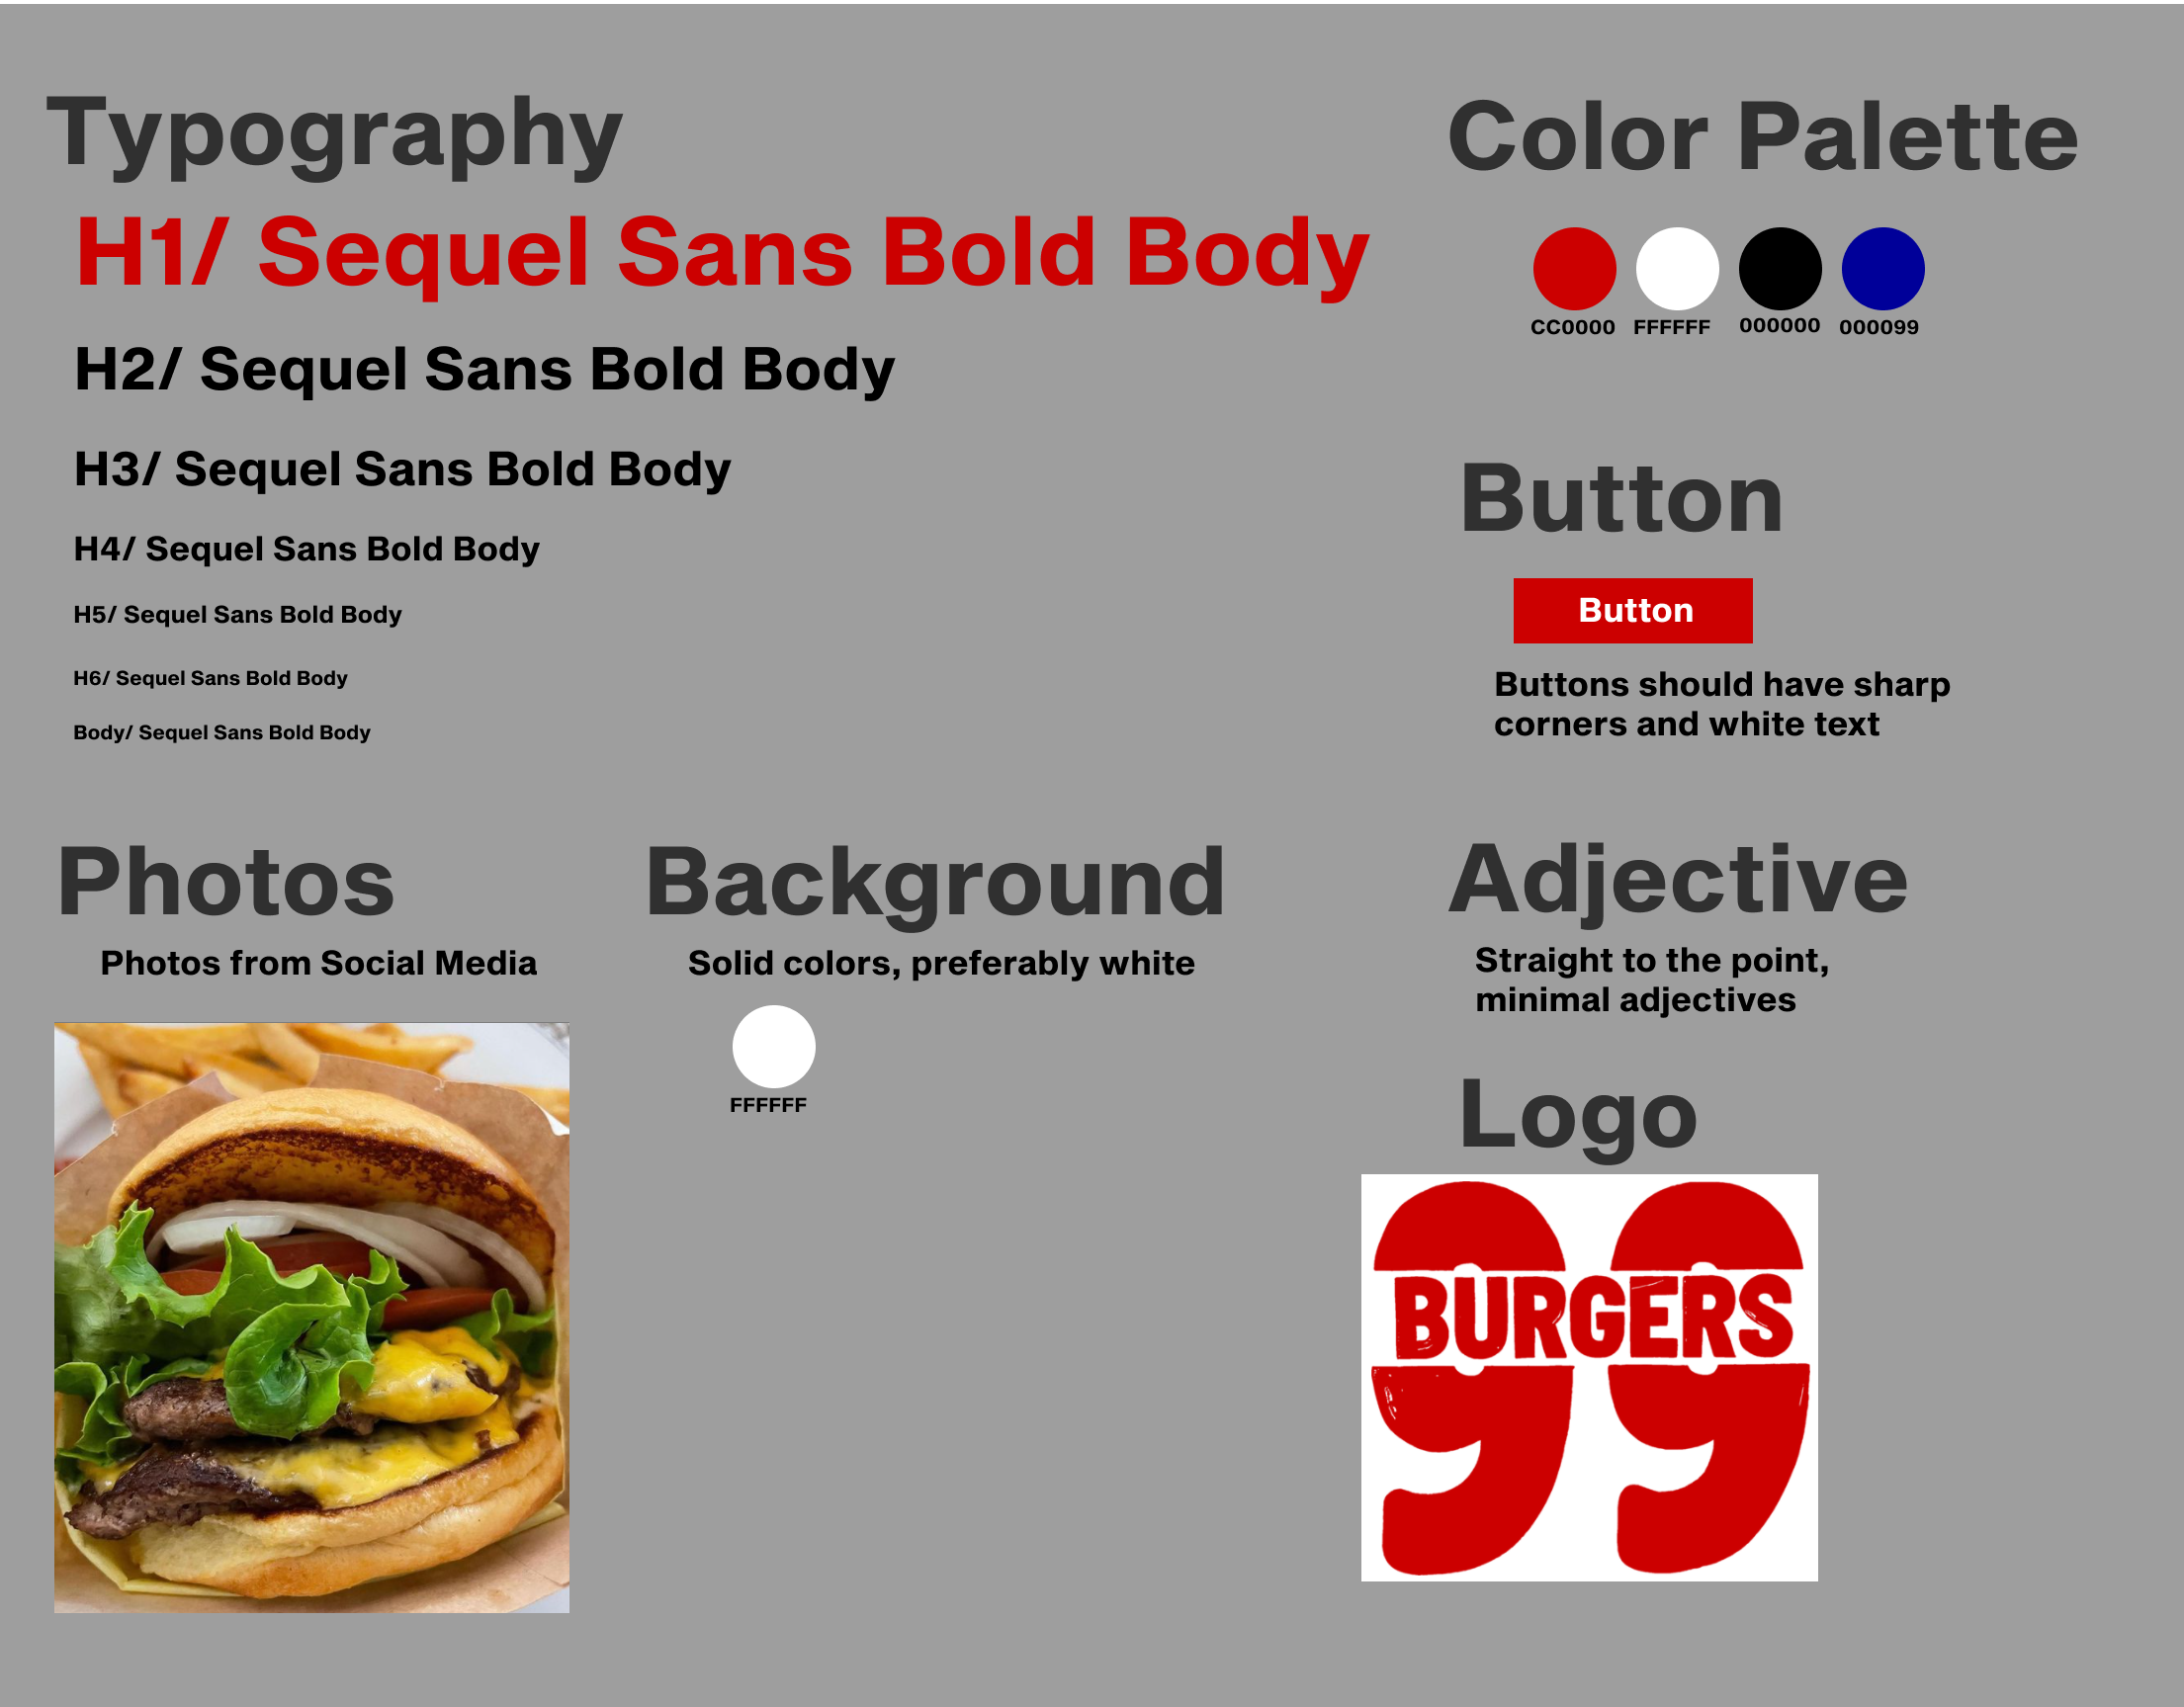 Typography
H1/ Sequel Sans Bold Body
H2/ Sequel Sans Bold Body
H3/ Sequel Sans Bold Body
H4/ Sequel Sans Bold Body
H5/ Sequel Sans Bold Body
H6/ Sequel Sans Bold Body
Body/ Sequel Sans Bold Body
Color Palette
CC0000 FFFFFF 000000 000099
Button
Button
Buttons should have sharp
corners and white text
Photos
Photos from Social Media
Background
Solid colors, preferably white
FFFFFF
Adjective
Straight to the point,
minimal adjectives
Logo
99
BURGERS